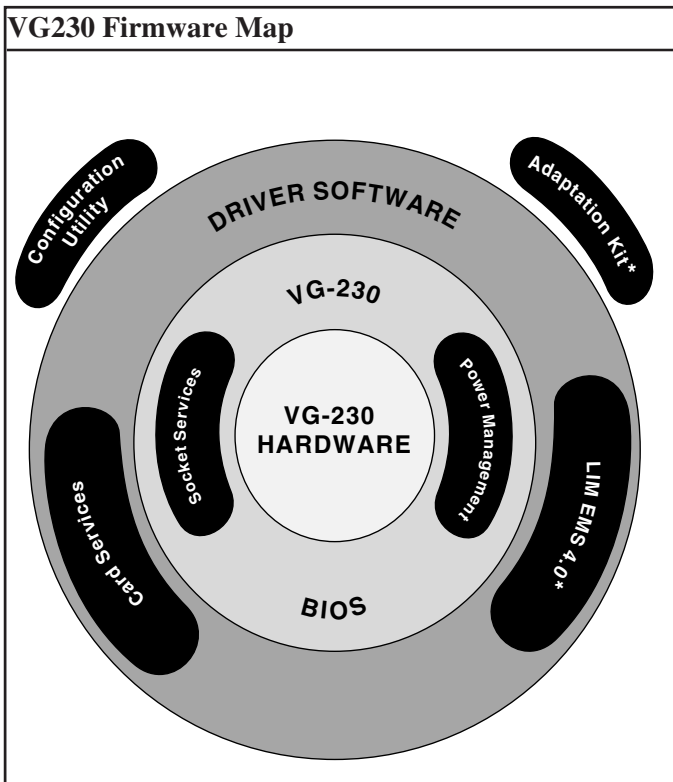 VG230 Firmware Map
Configuration
Utility
Adaptation Kit*
DRIVER SOFTWARE
VG-230
Socket Services
Power Management
VG-230
HARDWARE
Card Services
LIM EMS 4.0*
BIOS